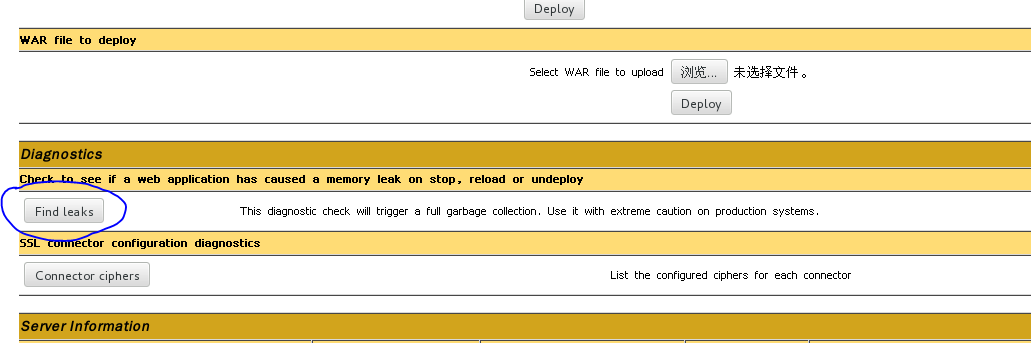 Deploy
WAR file to deploy
Select WAR file to upload 浏览... 未选择文件。
Deploy
Diagnostics
Check to see if a web application has caused a memory leak on stop, reload or undeploy
Find leaks This diagnostic check will trigger a full garbage collection. Use it with extreme caution on production systems.
SSL connector configuration diagnostics
Connector ciphers List the configured ciphers for each connector
Server Information